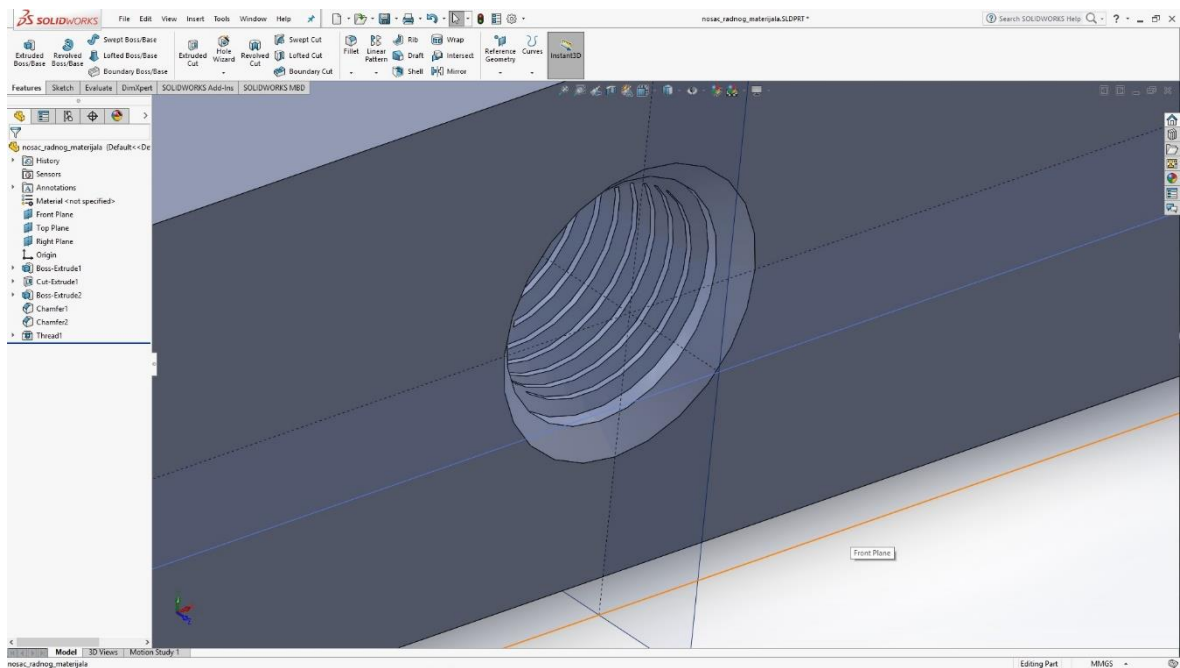 SOLIDWORKS File Edit View Insert Tools Window Help nosac_radnog_materijala.SLDPRT * Search SOLIDWORKS Help
Extruded Boss/Base
Revolved Boss/Base
Swept Boss/Base
Lofted Boss/Base
Boundary Boss/Base
Extruded Cut
Hole Wizard
Revolved Cut
Swept Cut
Lofted Cut
Boundary Cut
Fillet
Linear Pattern
Rib
Draft
Shell
Wrap
Intersect
Mirror
Reference Geometry
Curves
Instant3D
Features Sketch Evaluate DimXpert SOLIDWORKS Add-Ins SOLIDWORKS MBD
nosac_radnog_materijala (Default<<De
History
Sensors
Annotations
Material <not specified>
Front Plane
Top Plane
Right Plane
Origin
Boss-Extrude1
Cut-Extrude1
Boss-Extrude2
Chamfer1
Chamfer2
Thread1
Front Plane
Model 3D Views Motion Study 1
nosac_radnog_materijala Editing Part MMGS